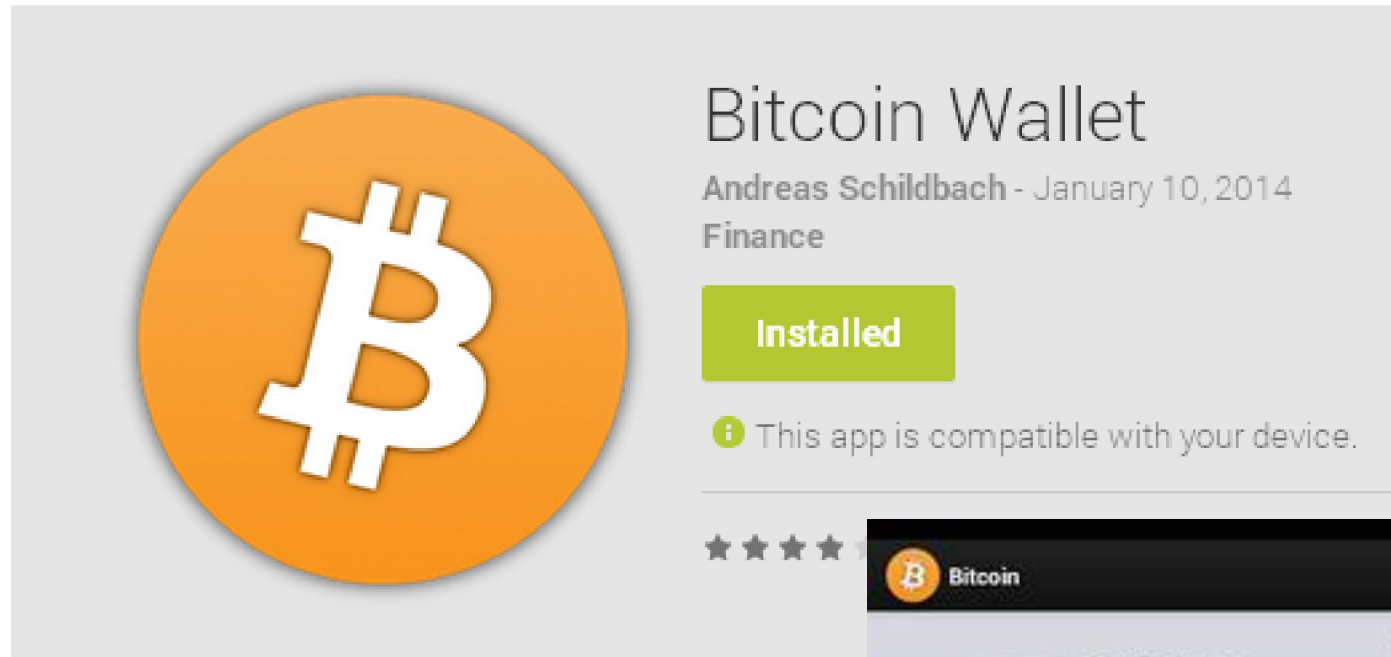 Bitcoin Wallet
Andreas Schildbach - January 10, 2014
Finance
Installed
This app is compatible with your device.
Bitcoin